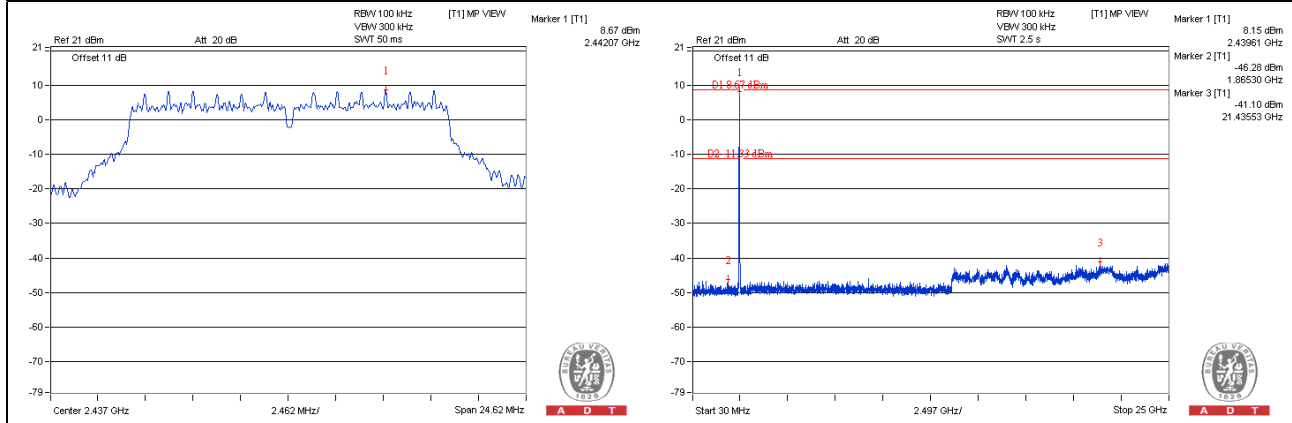 RBW 100 kHz [T1] MP VIEW
VBW 300 kHz
Ref 21 dBm Att 20 dB SWT 50 ms
Marker 1 [T1]
8.67 dBm
2.44207 GHz
21
Offset 11 dB
1
10
0
-10
-20
-30
-40
-50
-60
-70
-79
Center 2.437 GHz 2.462 MHz/ Span 24.62 MHz
BUREAU VERITAS
1828
A D T
RBW 100 kHz [T1] MP VIEW
VBW 300 kHz
Ref 21 dBm Att 20 dB SWT 2.5 s
Marker 1 [T1]
8.15 dBm
2.43961 GHz
Marker 2 [T1]
-46.28 dBm
1.86530 GHz
Marker 3 [T1]
-41.10 dBm
21.43553 GHz
21
Offset 11 dB
1
D1 8.67 dBm
10
0
D2 -11.33 dBm
-10
-20
-30
3
2
-40
-50
-60
-70
-79
Start 30 MHz 2.497 GHz/ Stop 25 GHz
BUREAU VERITAS
1828
A D T